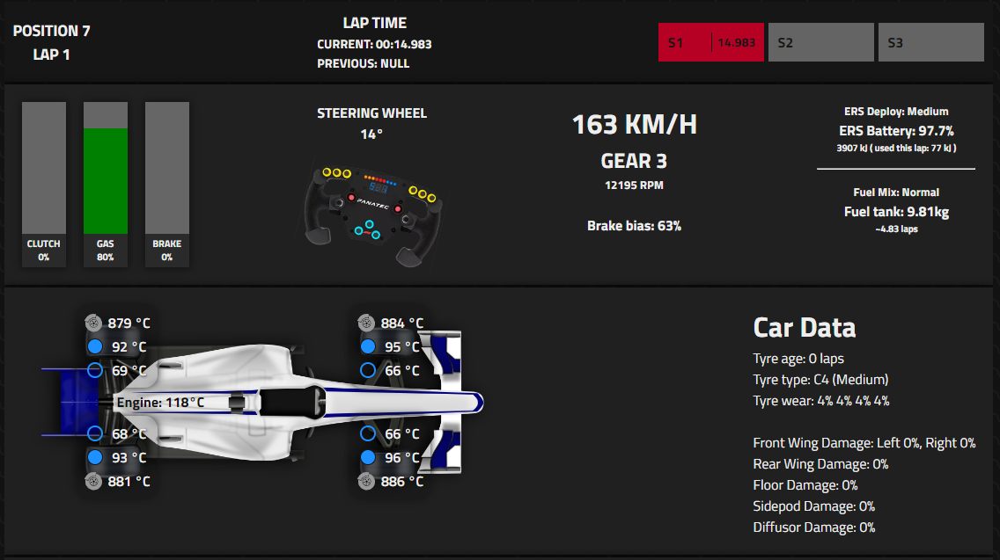 POSITION 7
LAP 1
LAP TIME
CURRENT: 00:14.983
PREVIOUS: NULL
S1 14.983
S2
S3
CLUTCH
0%
GAS
80%
BRAKE
0%
STEERING WHEEL
14°
FANATEC
163 KM/H
GEAR 3
12195 RPM
Brake bias: 63%
ERS Deploy: Medium
ERS Battery: 97.7%
3907 kJ ( used this lap: 77 kJ )
Fuel Mix: Normal
Fuel tank: 9.81kg
~4.83 laps
879 °C
92 °C
69 °C
884 °C
95 °C
66 °C
Engine: 118°C
68 °C
93 °C
881 °C
66 °C
96 °C
886 °C
Car Data
Tyre age: 0 laps
Tyre type: C4 (Medium)
Tyre wear: 4% 4% 4% 4%
Front Wing Damage: Left 0%, Right 0%
Rear Wing Damage: 0%
Floor Damage: 0%
Sidepod Damage: 0%
Diffusor Damage: 0%